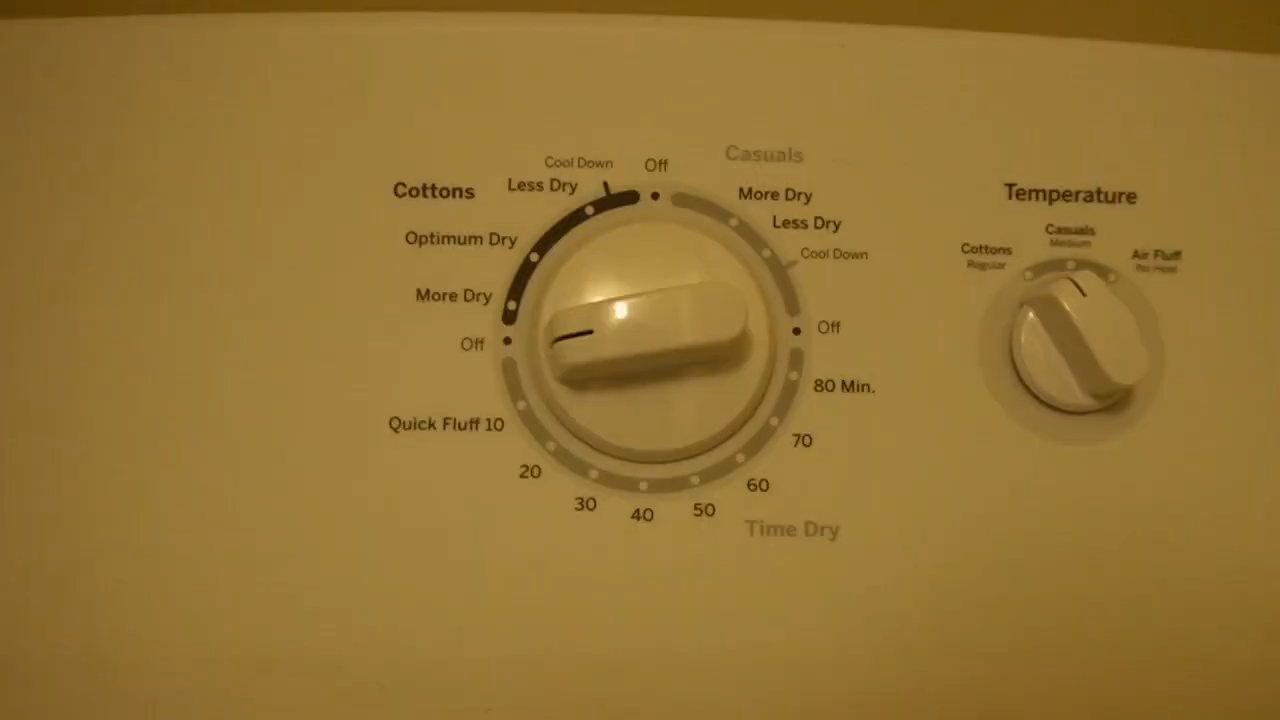 Cottons
Cool Down
Less Dry
Optimum Dry
More Dry
Off
Off
Casuals
More Dry
Less Dry
Cool Down
Off
80 Min.
70
60
50
40
30
20
Quick Fluff 10
Time Dry
Temperature
Cottons
Regular
Casuals
Medium
Air Fluff
No Heat